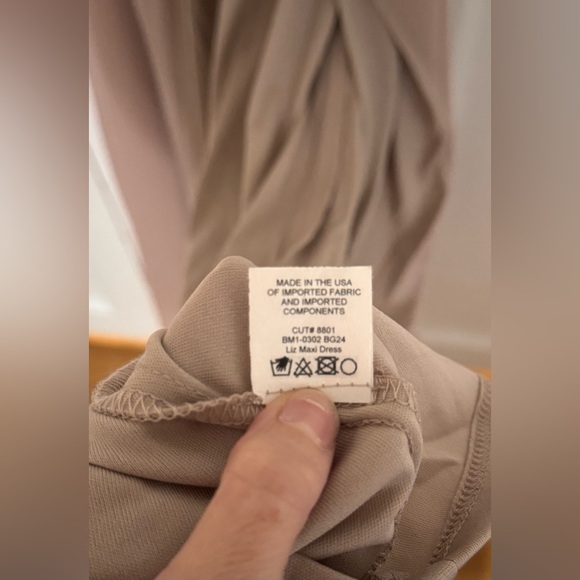 MADE IN THE USA
OF IMPORTED FABRIC
AND IMPORTED
COMPONENTS
CUT# 8801
BM1-0302 BG24
Liz Maxi Dress